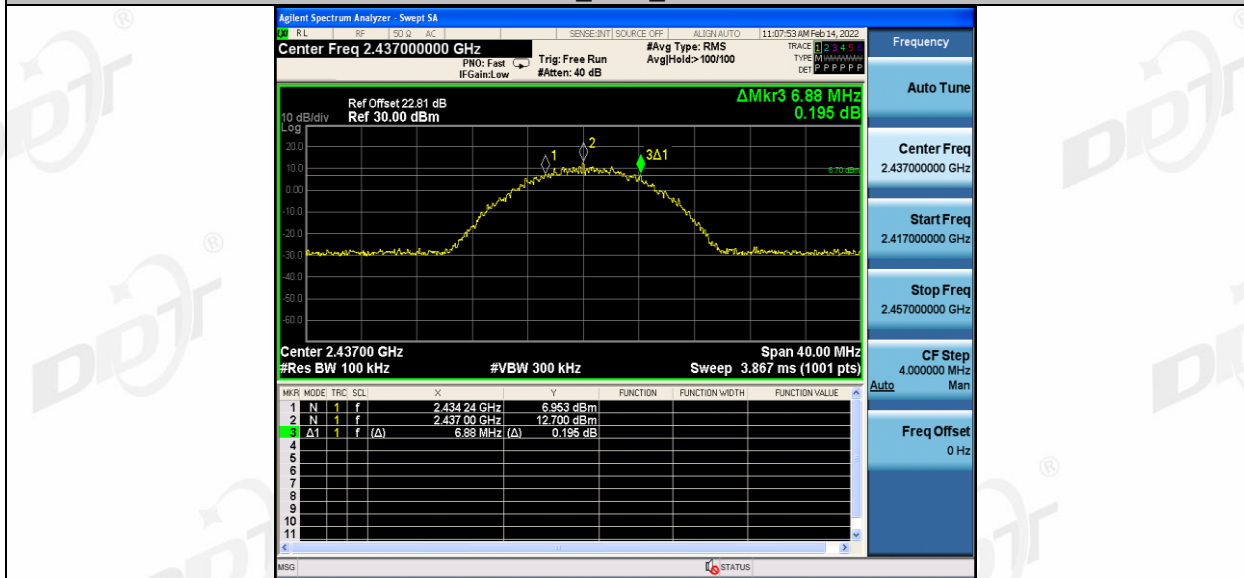 Agilent Spectrum Analyzer - Swept SA
RL RF 50 Ω AC SENSE:INT SOURCE OFF ALIGN AUTO 11:07:53 AM Feb 14, 2022
Center Freq 2.437000000 GHz
PNO: Fast
IFGain:Low
Trig: Free Run
#Atten: 40 dB
#Avg Type: RMS
Avg|Hold:>100/100
TRACE 1 2 3 4 5 6
TYPE M
DET P P P P P P
Frequency
ΔMkr3 6.88 MHz
0.195 dB
Ref Offset 22.81 dB
10 dB/div Ref 30.00 dBm
Log
20.0
10.0
0.00
-10.0
-20.0
-30.0
-40.0
-50.0
-60.0
1
2
3Δ1
6.70 dBm
Center 2.43700 GHz Span 40.00 MHz
#Res BW 100 kHz #VBW 300 kHz Sweep 3.867 ms (1001 pts)
MKR MODE TRC SCL X Y FUNCTION FUNCTION WIDTH FUNCTION VALUE
1 N 1 f 2.434 24 GHz 6.953 dBm
2 N 1 f 2.437 00 GHz 12.700 dBm
3 Δ1 1 f (Δ) 6.88 MHz (Δ) 0.195 dB
4
5
6
7
8
9
10
11
MSG STATUS
Auto Tune
Center Freq
2.437000000 GHz
Start Freq
2.417000000 GHz
Stop Freq
2.457000000 GHz
CF Step
4.000000 MHz
Auto Man
Freq Offset
0 Hz
DDT
®